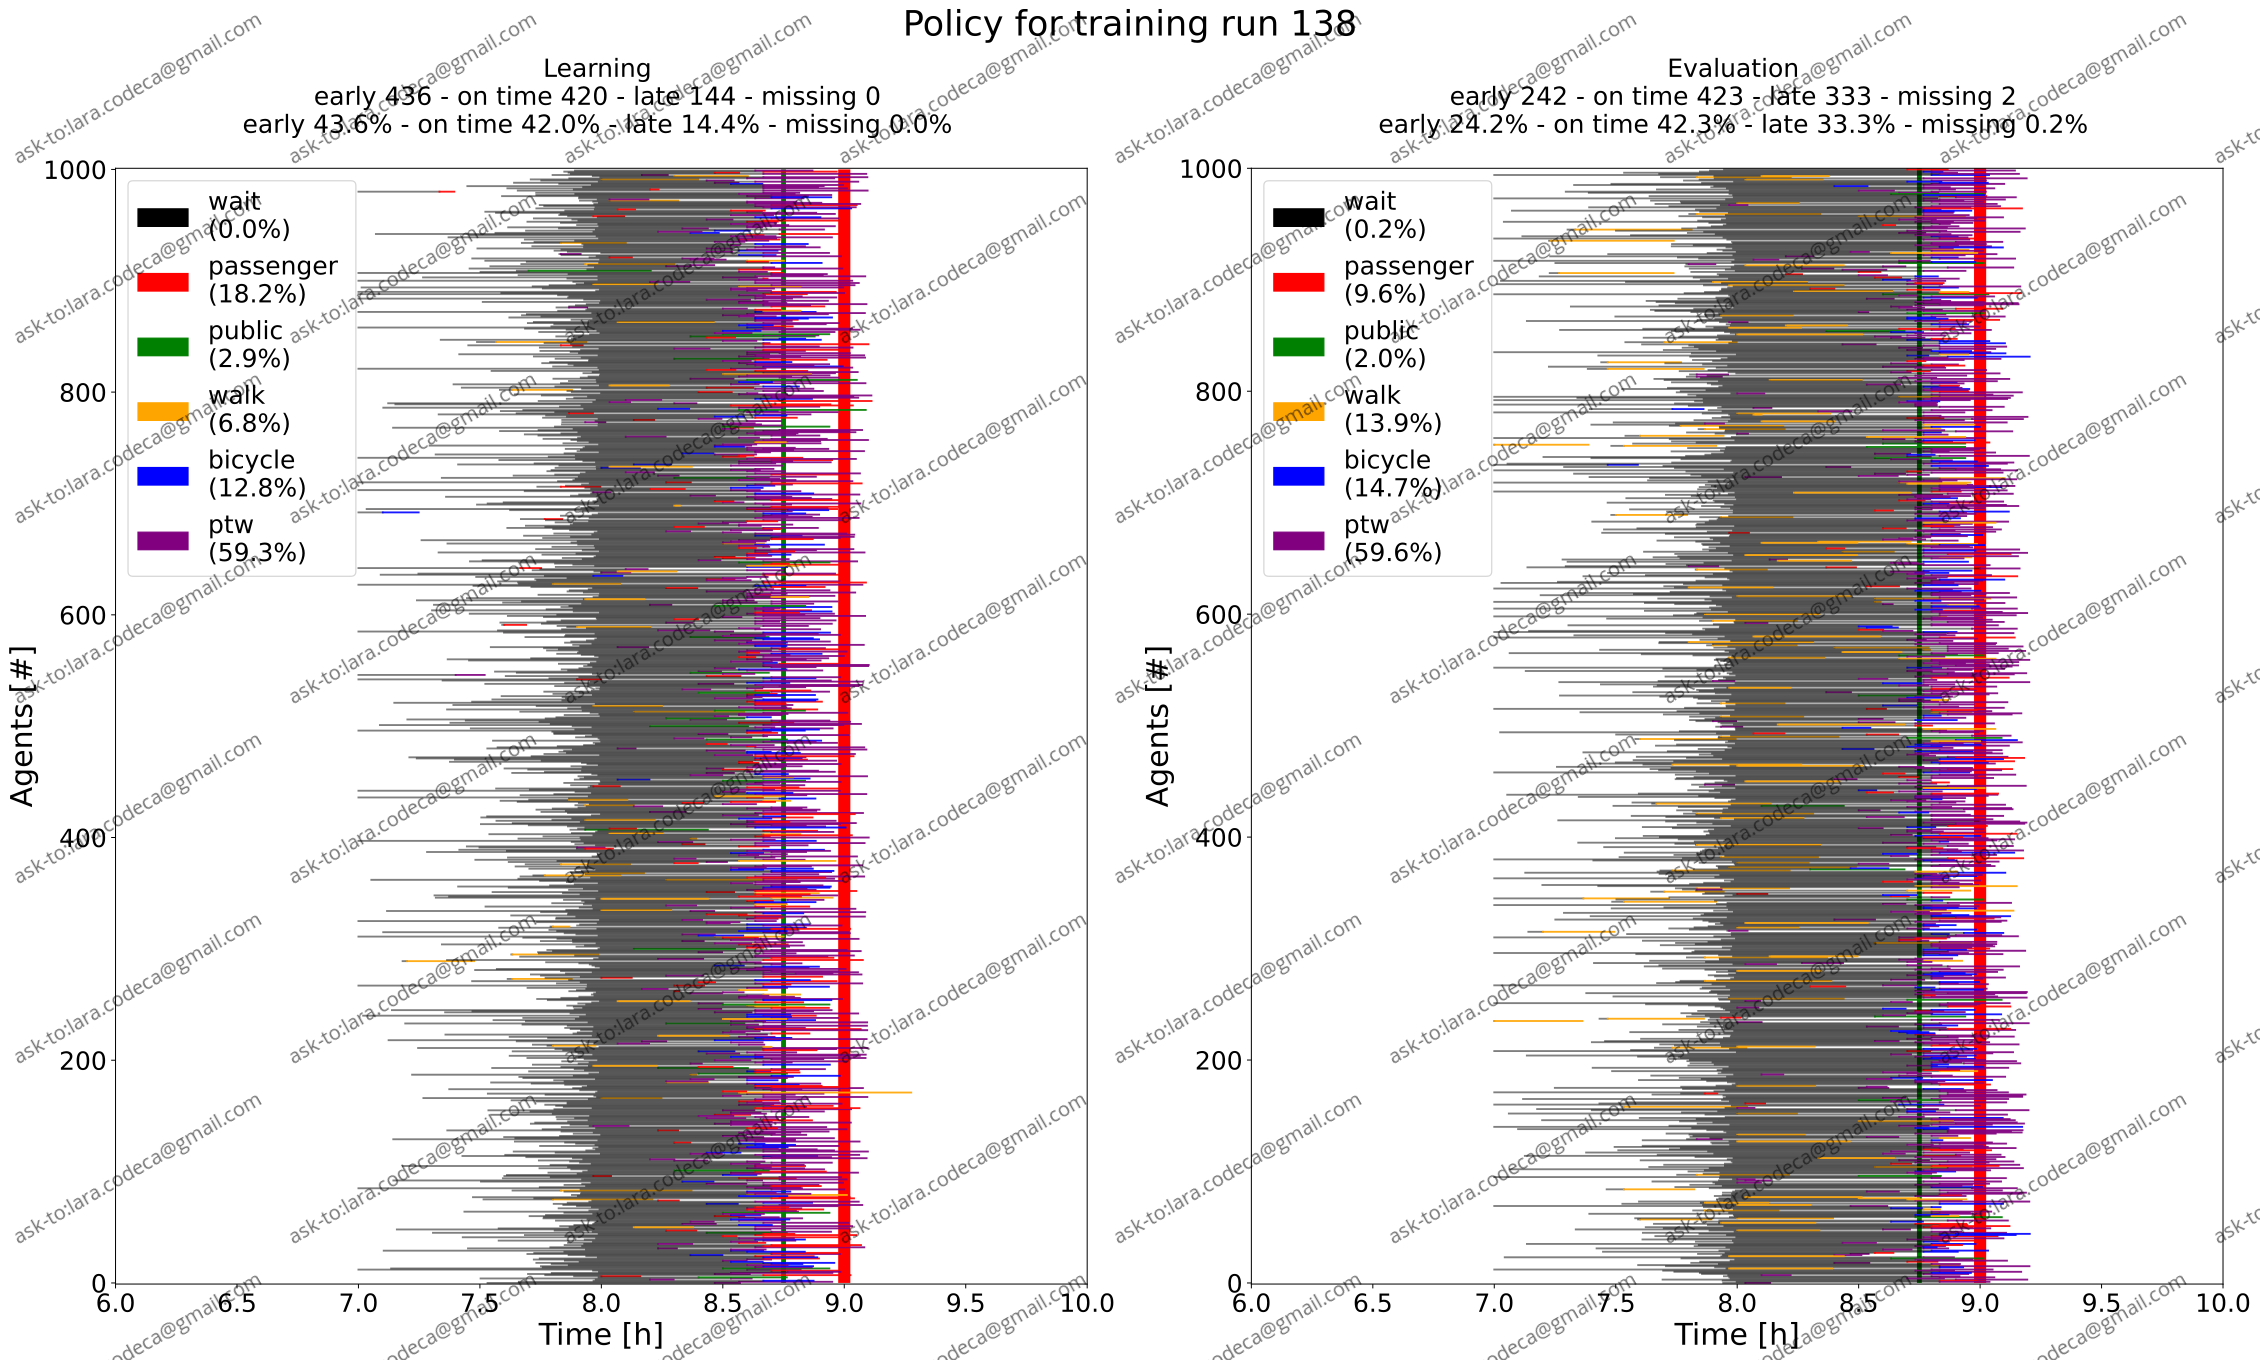 Policy for training run 138
Learning
early 436 - on time 420 - late 144 - missing 0
early 43.6% - on time 42.0% - late 14.4% - missing 0.0%
1000
800
600
400
200
0
Agents [#]
wait
(0.0%)
passenger
(18.2%)
public
(2.9%)
walk
(6.8%)
bicycle
(12.8%)
ptw
(59.3%)
6.0 6.5 7.0 7.5 8.0 8.5 9.0 9.5 10.0
Time [h]
Evaluation
early 242 - on time 423 - late 333 - missing 2
early 24.2% - on time 42.3% - late 33.3% - missing 0.2%
1000
800
600
400
200
0
Agents [#]
wait
(0.2%)
passenger
(9.6%)
public
(2.0%)
walk
(13.9%)
bicycle
(14.7%)
ptw
(59.6%)
6.0 6.5 7.0 7.5 8.0 8.5 9.0 9.5 10.0
Time [h]
ask-to:lara.codeca@gmail.com